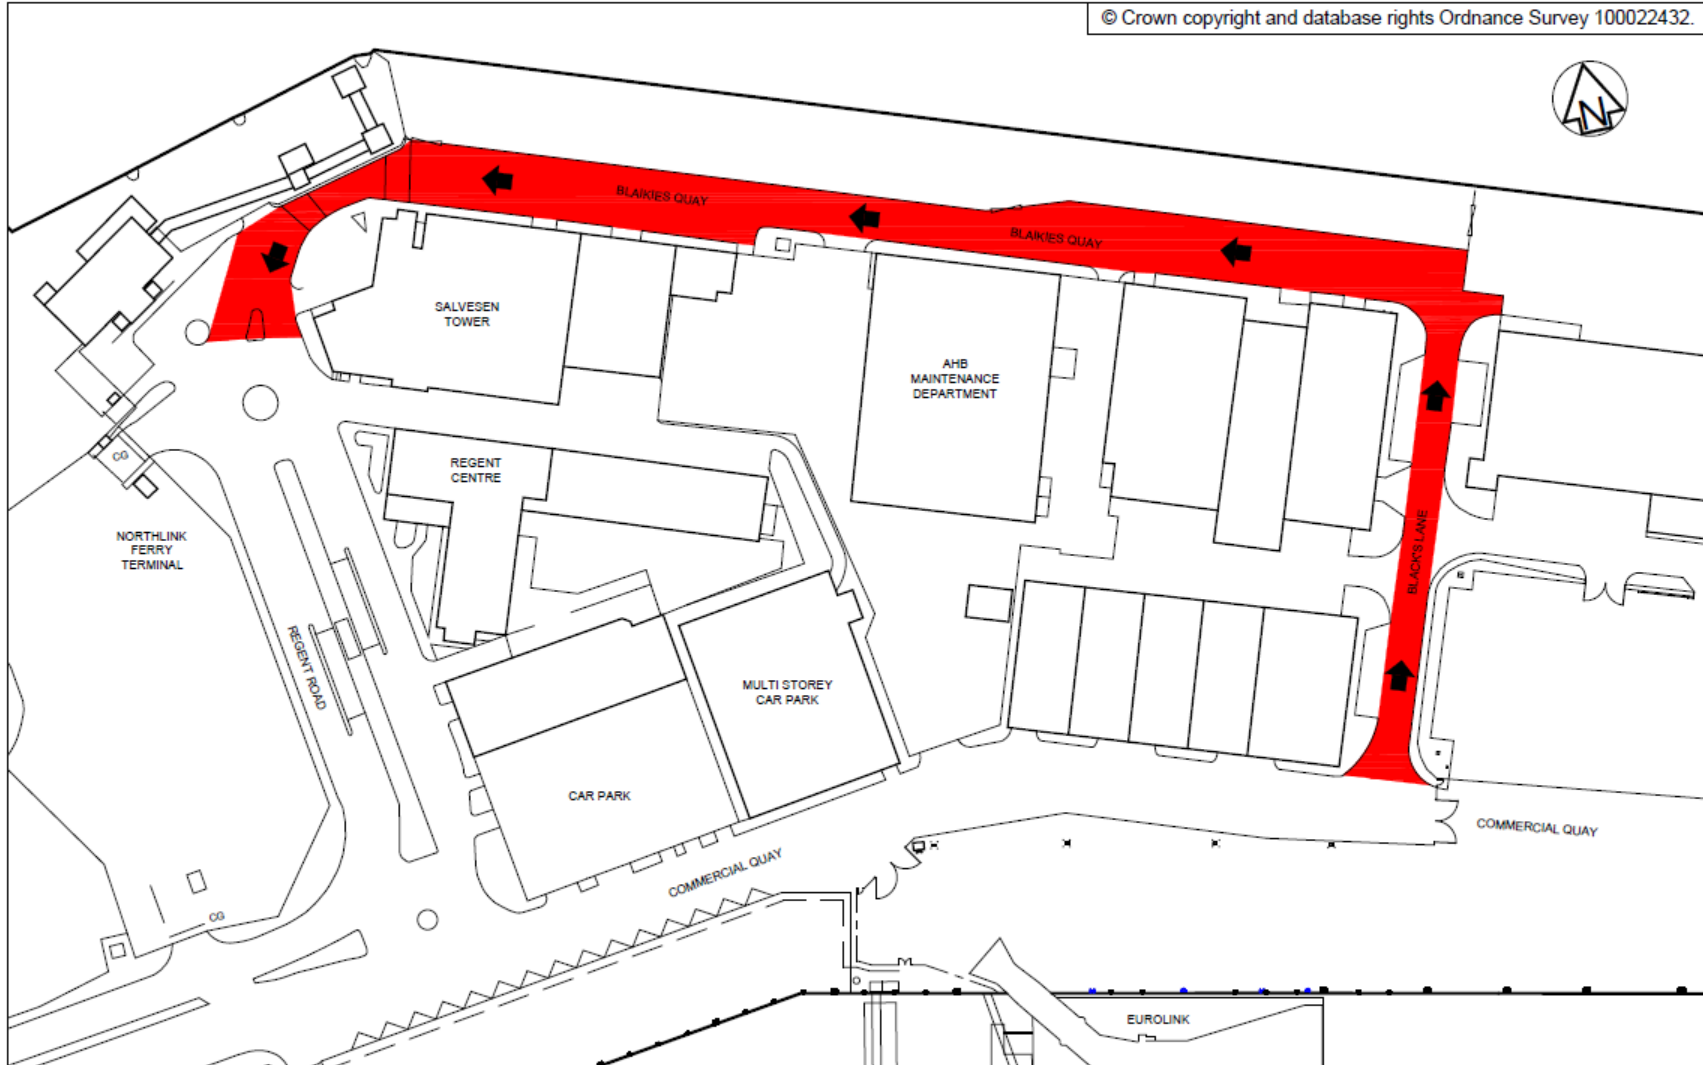 © Crown copyright and database rights Ordnance Survey 100022432.
N
BLAIKIES QUAY
BLAIKIES QUAY
SALVESEN
TOWER
AHB
MAINTENANCE
DEPARTMENT
CG
REGENT
CENTRE
NORTHLINK
FERRY
TERMINAL
BLACK'S LANE
REGENT ROAD
MULTI STOREY
CAR PARK
CAR PARK
COMMERCIAL QUAY
COMMERCIAL QUAY
CG
EUROLINK